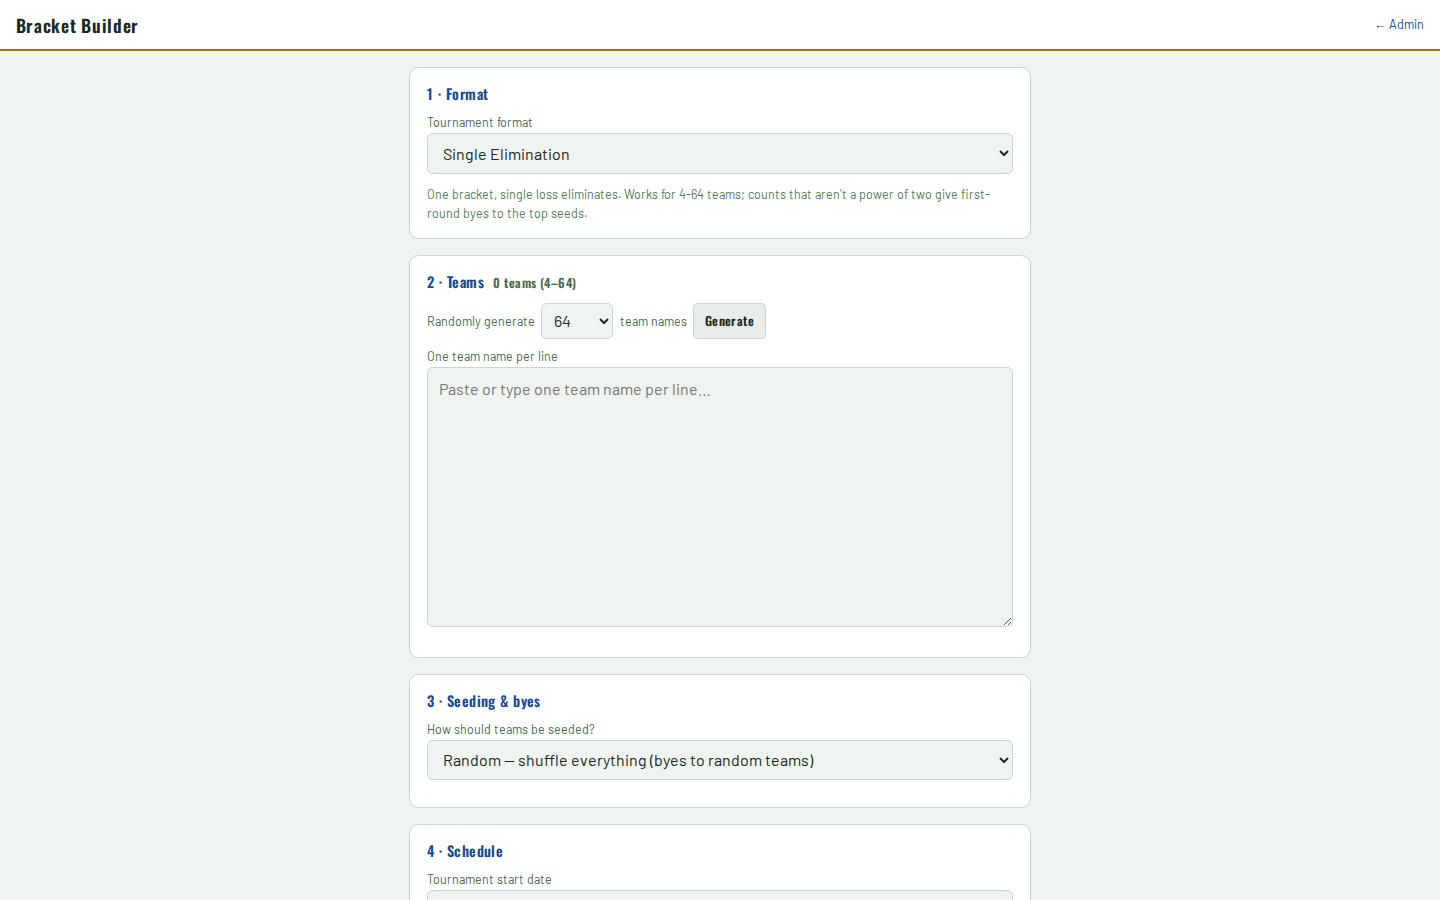 Bracket Builder
← Admin
1 · Format
Tournament format
Single Elimination
One bracket, single loss eliminates. Works for 4–64 teams; counts that aren't a power of two give first-
round byes to the top seeds.
2 · Teams 0 teams (4–64)
Randomly generate 64 team names Generate
One team name per line
Paste or type one team name per line...
3 · Seeding & byes
How should teams be seeded?
Random — shuffle everything (byes to random teams)
4 · Schedule
Tournament start date